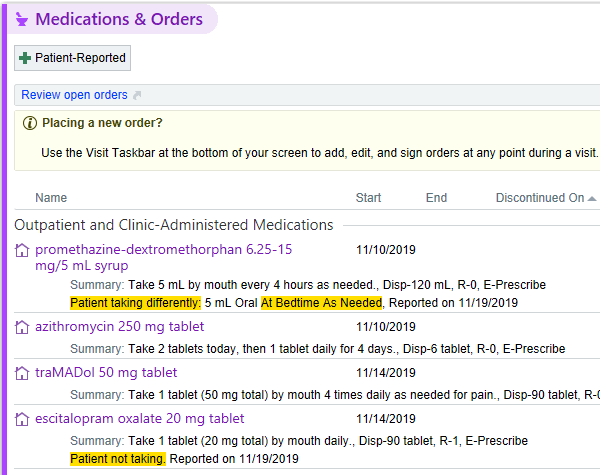 Medications & Orders
Patient-Reported
Review open orders
Placing a new order?
Use the Visit Taskbar at the bottom of your screen to add, edit, and sign orders at any point during a visit.
Name Start End Discontinued On
Outpatient and Clinic-Administered Medications
promethazine-dextromethorphan 6.25-15 11/10/2019
mg/5 mL syrup
Summary: Take 5 mL by mouth every 4 hours as needed., Disp-120 mL, R-0, E-Prescribe
Patient taking differently: 5 mL Oral At Bedtime As Needed, Reported on 11/19/2019
azithromycin 250 mg tablet 11/10/2019
Summary: Take 2 tablets today, then 1 tablet daily for 4 days., Disp-6 tablet, R-0, E-Prescribe
traMADol 50 mg tablet 11/14/2019
Summary: Take 1 tablet (50 mg total) by mouth 4 times daily as needed for pain., Disp-90 tablet, R-0
escitalopram oxalate 20 mg tablet 11/14/2019
Summary: Take 1 tablet (20 mg total) by mouth daily., Disp-90 tablet, R-1, E-Prescribe
Patient not taking. Reported on 11/19/2019